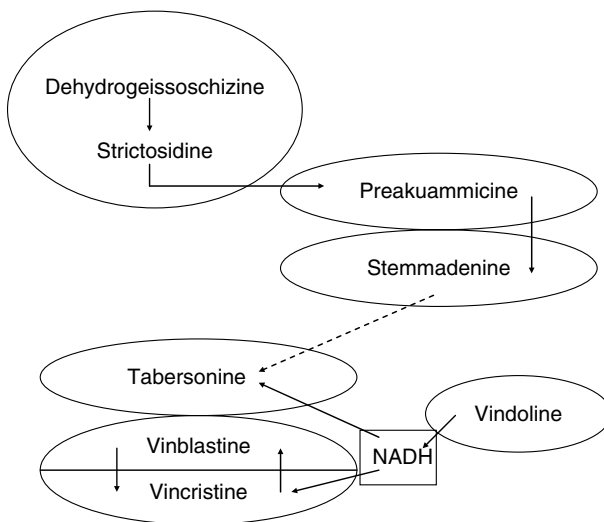 Dehydrogeissoschizine
Strictosidine
Preakuammicine
Stemmadenine
Tabersonine
Vindoline
Vinblastine
NADH
Vincristine